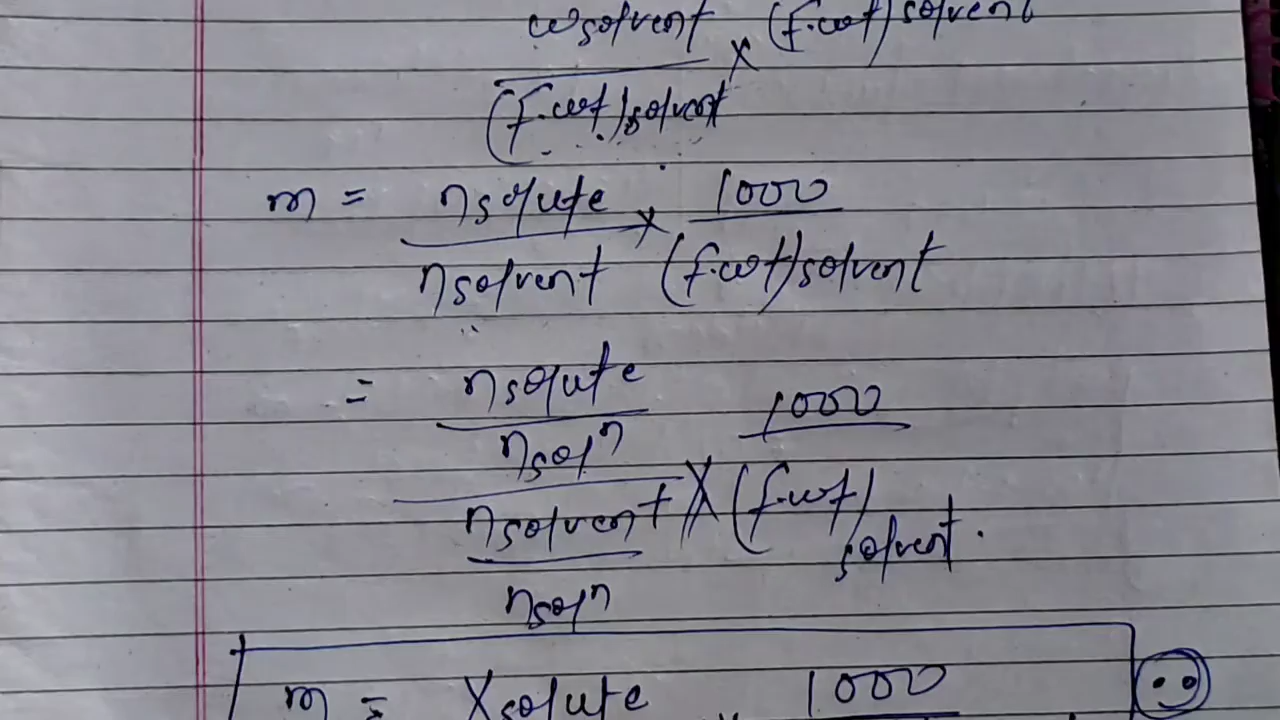 wsolvent × (f.wt)solvent
(f.wt)solvent
m = nsolute × 1000
nsolvent (f.wt)solvent
= nsolute 1000
nsolⁿ
nsolvent × (f.wt)solvent.
nsolⁿ
m = Xsolute 1000